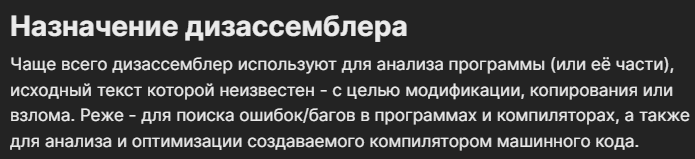 Назначение дизассемблера
Чаще всего дизассемблер используют для анализа программы (или её части),
исходный текст которой неизвестен - с целью модификации, копирования или
взлома. Реже - для поиска ошибок/багов в программах и компиляторах, а также
для анализа и оптимизации создаваемого компилятором машинного кода.